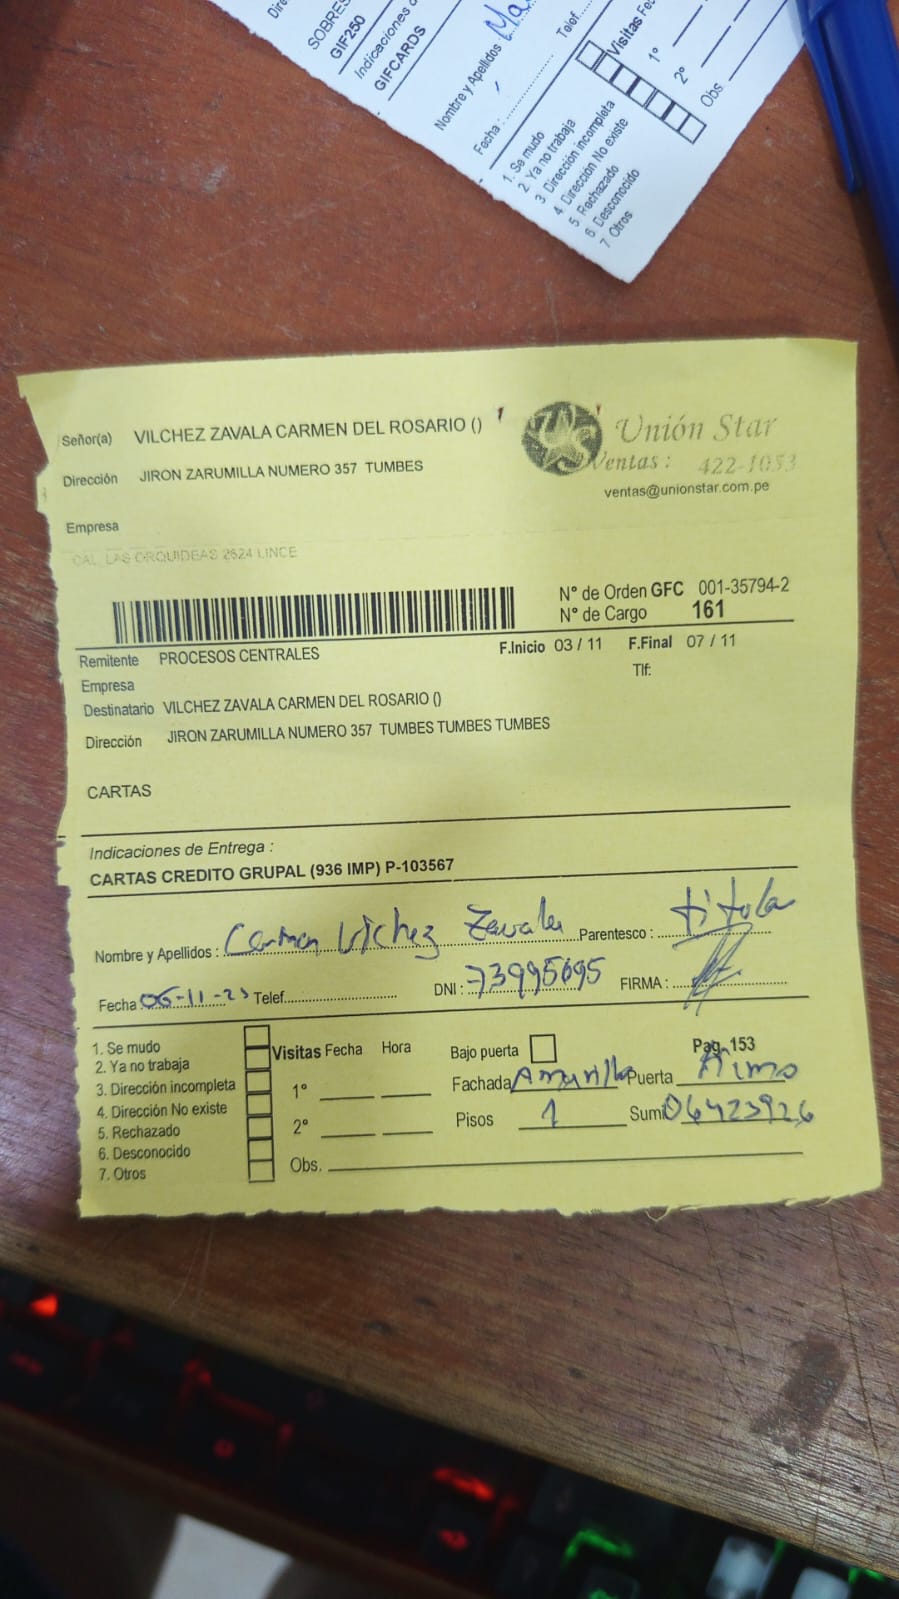 SOBRES
GIF250
Indicaciones
GIFCARDS
Nombre y Apellidos
Telef.
Fecha :
1. Se mudo
2. Ya no trabaja
3. Dirección incompleta
4. Dirección No existe
5. Rechazado
6. Desconocido
7 Otros
Visitas Fe
1°
2°
Obs
Señor(a) VILCHEZ ZAVALA CARMEN DEL ROSARIO ()
Dirección JIRON ZARUMILLA NUMERO 357 TUMBES
Unión Star
Ventas : 422-1053
ventas@unionstar.com.pe
Empresa
CAL. LAS ORQUIDEAS 2624 LINCE
N° de Orden GFC 001-35794-2
N° de Cargo 161
Remitente PROCESOS CENTRALES F.Inicio 03 / 11 F.Final 07 / 11
Empresa Tlf:
Destinatario VILCHEZ ZAVALA CARMEN DEL ROSARIO ()
Dirección JIRON ZARUMILLA NUMERO 357 TUMBES TUMBES TUMBES
CARTAS
Indicaciones de Entrega :
CARTAS CREDITO GRUPAL (936 IMP) P-103567
Nombre y Apellidos : Carmen Vilchez Zavala Parentesco : titula
Fecha 06-11-23 Telef. DNI : 73995695 FIRMA :
1. Se mudo
2. Ya no trabaja
3. Dirección incompleta
4. Dirección No existe
5. Rechazado
6. Desconocido
7. Otros
Visitas Fecha Hora
1°
2°
Obs.
Bajo puerta Pag. 153
Fachada Amarillo Puerta
Pisos 1 Sumi 06423926